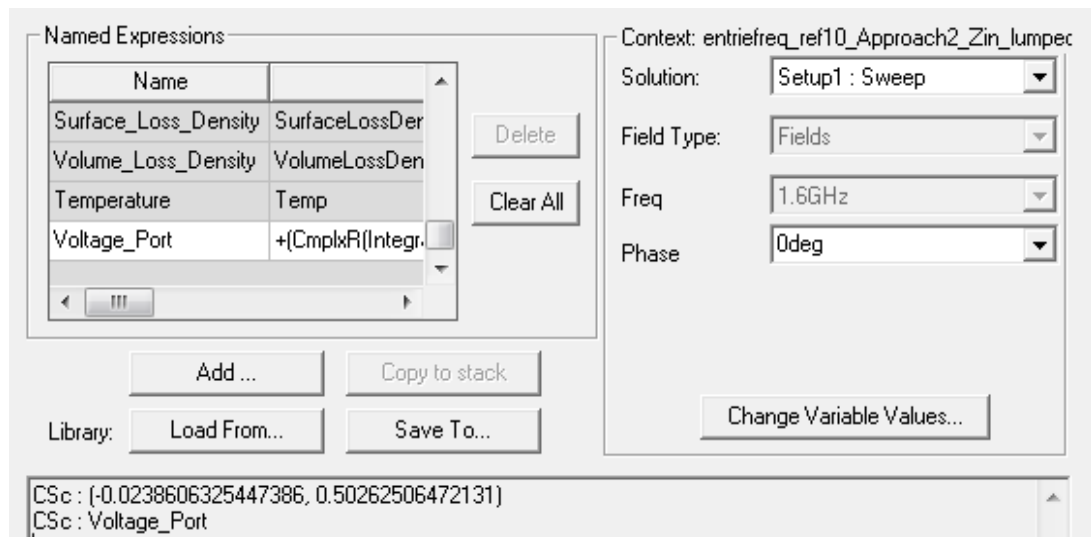 Named Expressions
Name
Surface_Loss_Density SurfaceLossDer
Volume_Loss_Density VolumeLossDen
Temperature Temp
Voltage_Port +(CmplxR(Integr
Delete
Clear All
Add ...
Copy to stack
Library: Load From... Save To...
Context: entriefreq_ref10_Approach2_Zin_lumped
Solution: Setup1 : Sweep
Field Type: Fields
Freq 1.6GHz
Phase 0deg
Change Variable Values...
CSc : (-0.0238606325447386, 0.50262506472131)
CSc : Voltage_Port